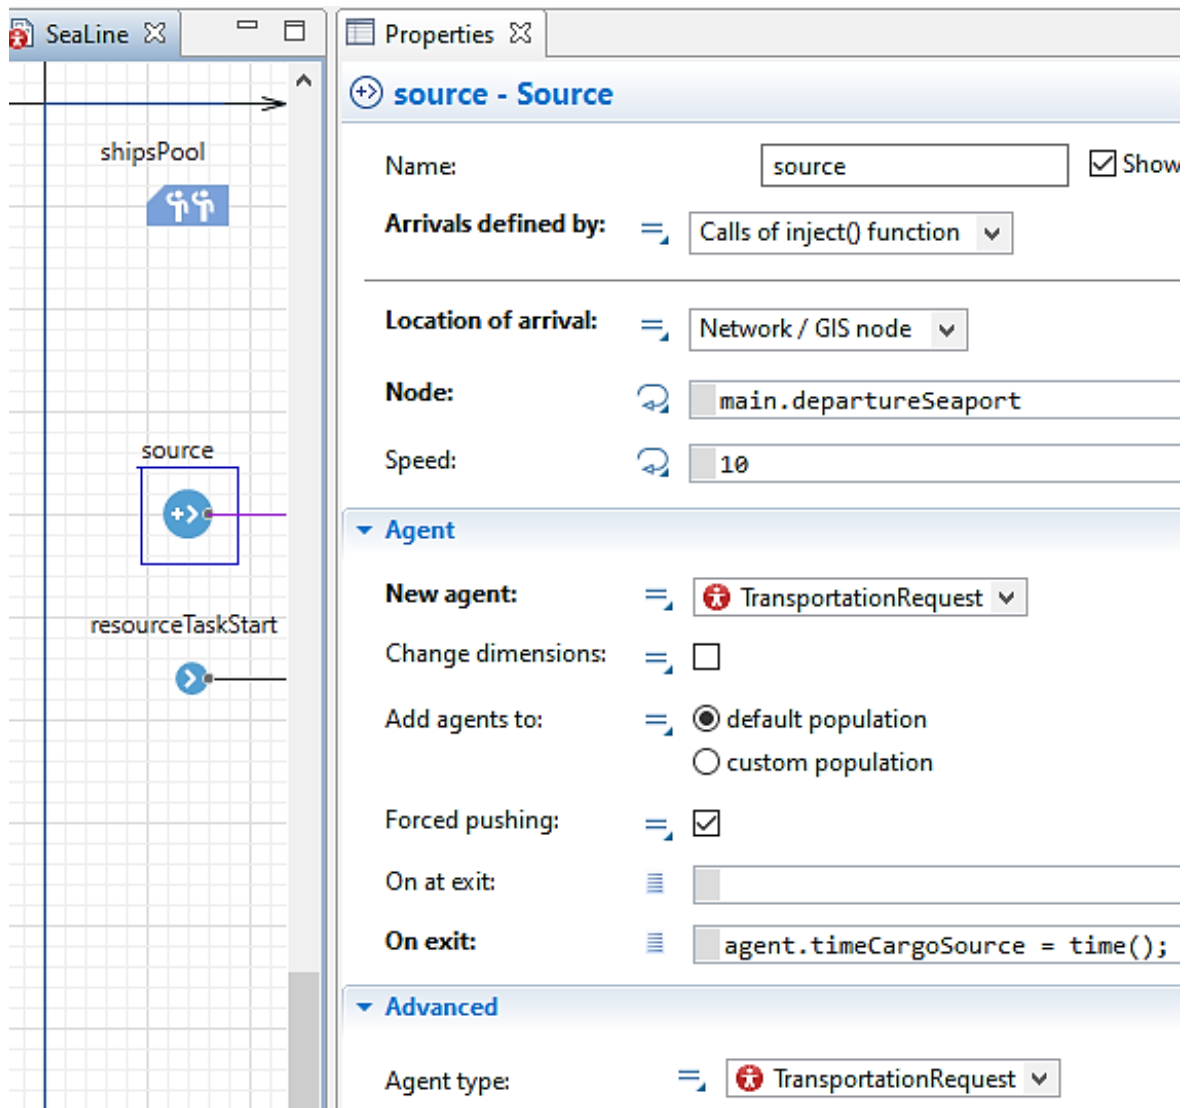 SeaLine
shipsPool
source
resourceTaskStart
Properties
source - Source
Name: source Show
Arrivals defined by: Calls of inject() function
Location of arrival: Network / GIS node
Node: main.departureSeaport
Speed: 10
Agent
New agent: TransportationRequest
Change dimensions:
Add agents to: default population
custom population
Forced pushing:
On at exit:
On exit: agent.timeCargoSource = time();
Advanced
Agent type: TransportationRequest